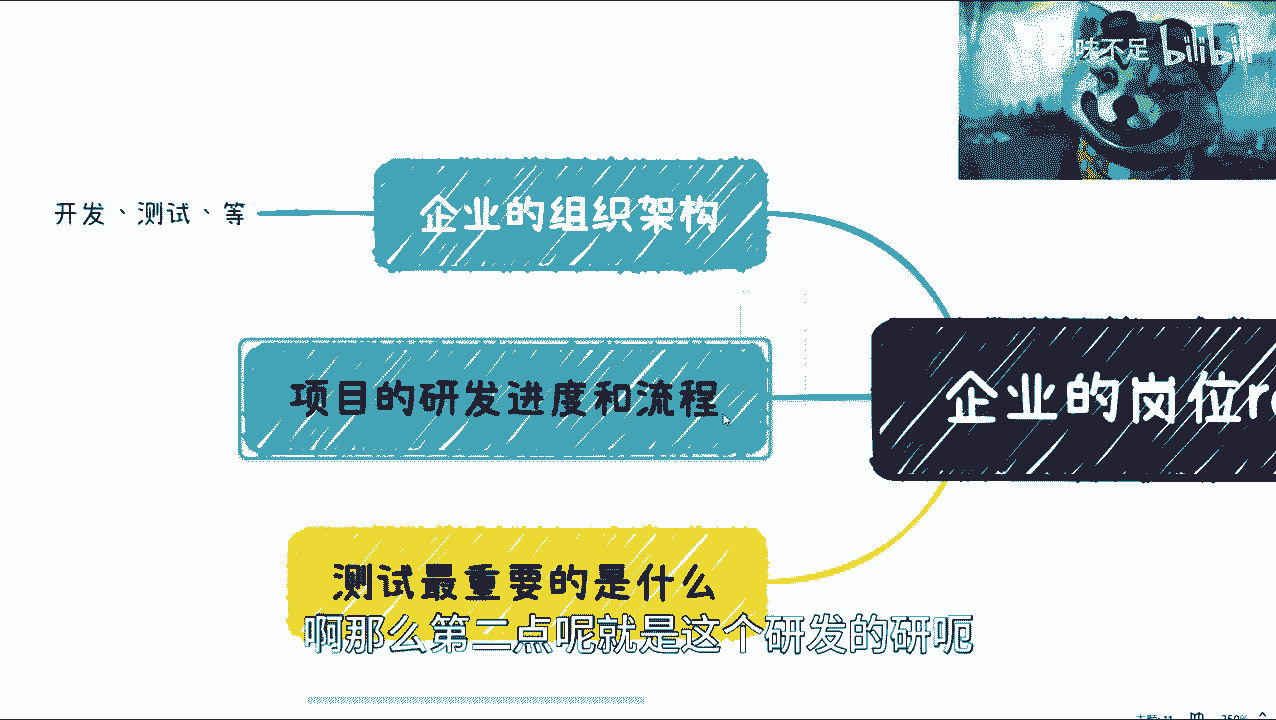 味不足 bilibili
企业的组织架构
开发、测试、等
项目的研发进度和流程
企业的岗位r
测试最重要的是什么
啊那么第二点呢就是这个研发的研呃
250%